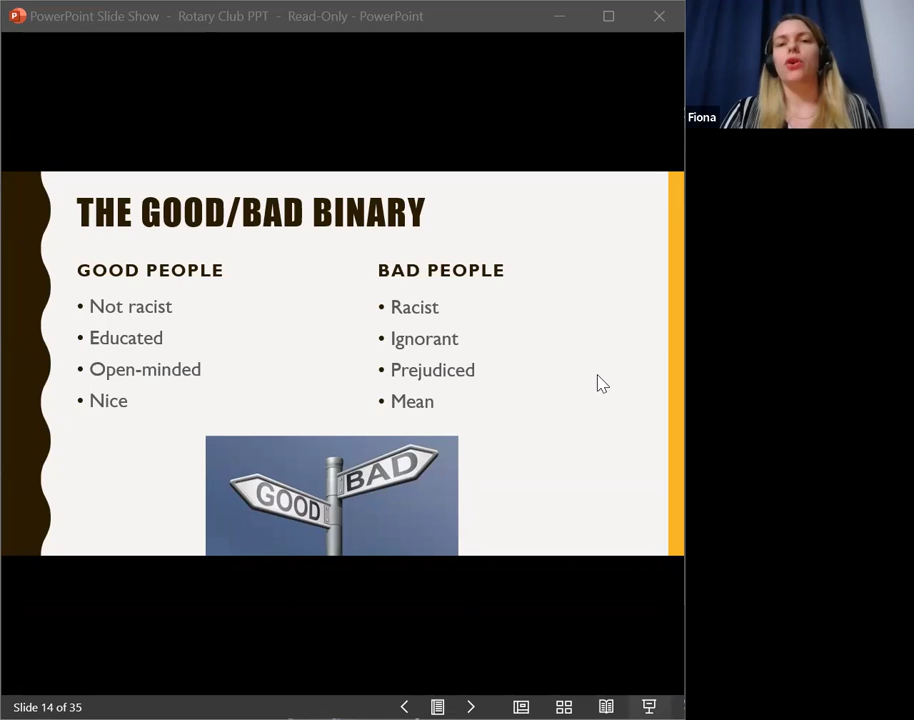 PowerPoint Slide Show - Rotary Club PPT - Read-Only - PowerPoint
Fiona
THE GOOD/BAD BINARY
GOOD PEOPLE
• Not racist
• Educated
• Open-minded
• Nice
BAD PEOPLE
• Racist
• Ignorant
• Prejudiced
• Mean
GOOD
BAD
Slide 14 of 35